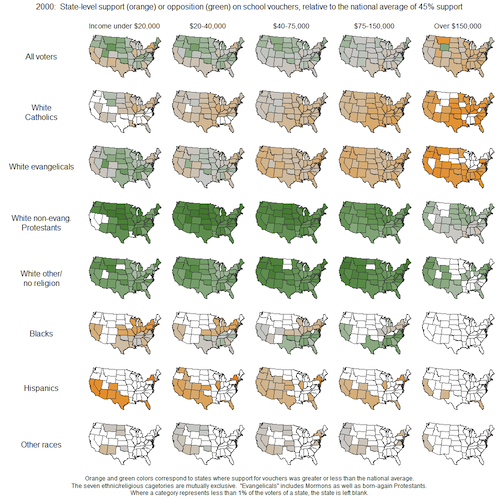 2000: State-level support (orange) or opposition (green) on school vouchers, relative to the national average of 45% support
Income under $20,000 $20-40,000 $40-75,000 $75-150,000 Over $150,000
All voters
White
Catholics
White evangelicals
White non-evang.
Protestants
White other/
no religion
Blacks
Hispanics
Other races
Orange and green colors correspond to states where support for vouchers was greater or less than the national average.
The seven ethnic/religious cagetories are mutually exclusive. "Evangelicals" includes Mormons as well as born-again Protestants.
Where a category represents less than 1% of the voters of a state, the state is left blank.